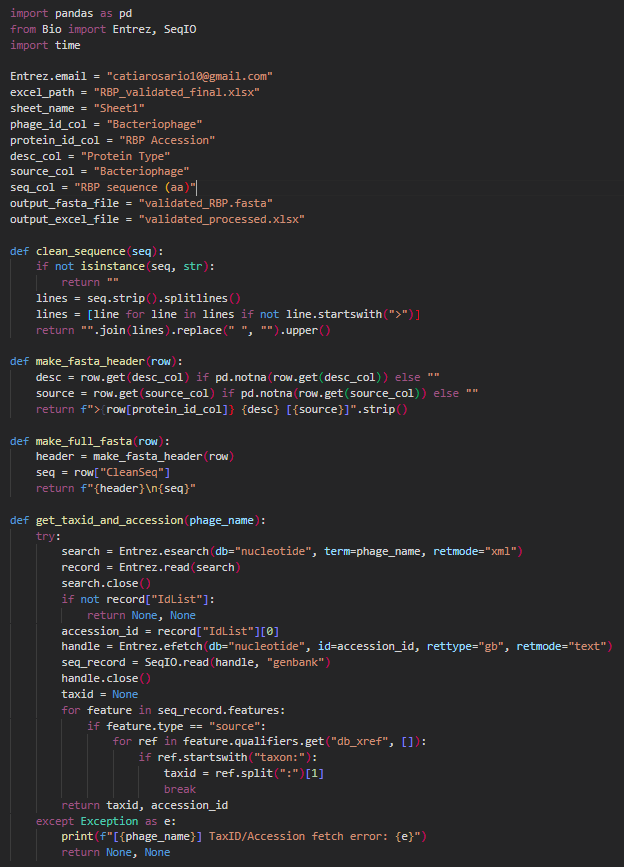 import pandas as pd
from Bio import Entrez, SeqIO
import time

Entrez.email = "catiarosario10@gmail.com"
excel_path = "RBP_validated_final.xlsx"
sheet_name = "Sheet1"
phage_id_col = "Bacteriophage"
protein_id_col = "RBP Accession"
desc_col = "Protein Type"
source_col = "Bacteriophage"
seq_col = "RBP sequence (aa)"
output_fasta_file = "validated_RBP.fasta"
output_excel_file = "validated_processed.xlsx"

def clean_sequence(seq):
    if not isinstance(seq, str):
        return ""
    lines = seq.strip().splitlines()
    lines = [line for line in lines if not line.startswith(">")]
    return "".join(lines).replace(" ", "").upper()

def make_fasta_header(row):
    desc = row.get(desc_col) if pd.notna(row.get(desc_col)) else ""
    source = row.get(source_col) if pd.notna(row.get(source_col)) else ""
    return f">{row[protein_id_col]} {desc} [{source}]".strip()

def make_full_fasta(row):
    header = make_fasta_header(row)
    seq = row["CleanSeq"]
    return f"{header}\n{seq}"

def get_taxid_and_accession(phage_name):
    try:
        search = Entrez.esearch(db="nucleotide", term=phage_name, retmode="xml")
        record = Entrez.read(search)
        search.close()
        if not record["IdList"]:
            return None, None
        accession_id = record["IdList"][0]
        handle = Entrez.efetch(db="nucleotide", id=accession_id, rettype="gb", retmode="text")
        seq_record = SeqIO.read(handle, "genbank")
        handle.close()
        taxid = None
        for feature in seq_record.features:
            if feature.type == "source":
                for ref in feature.qualifiers.get("db_xref", []):
                    if ref.startswith("taxon:"):
                        taxid = ref.split(":")[1]
                        break
        return taxid, accession_id
    except Exception as e:
        print(f"[{phage_name}] TaxID/Accession fetch error: {e}")
        return None, None